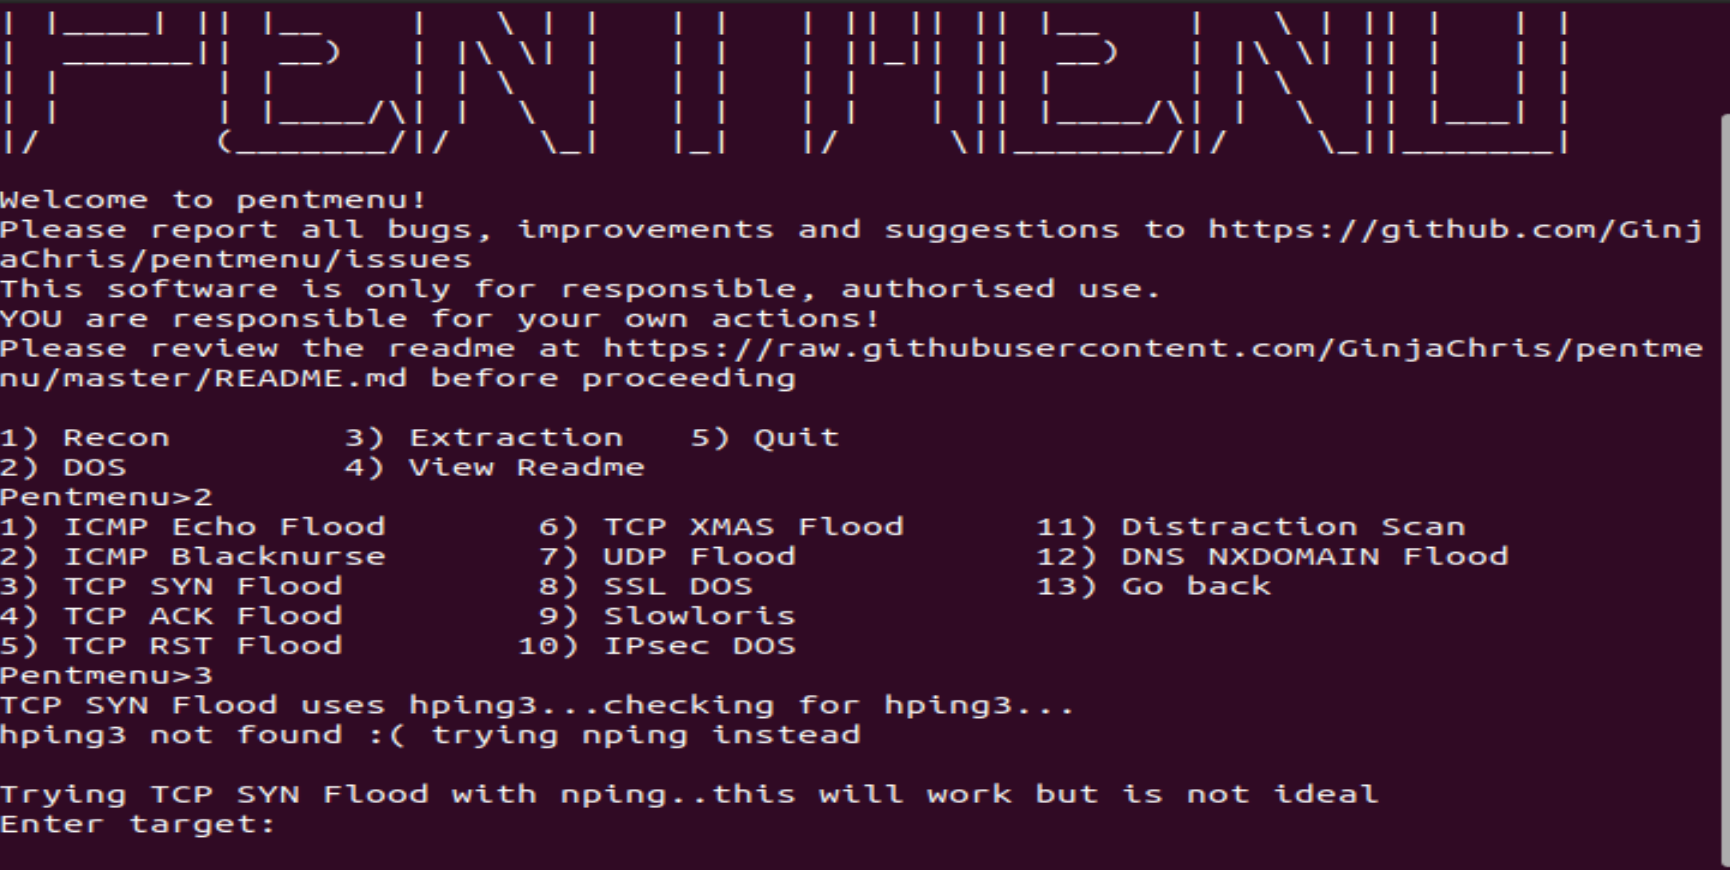 Welcome to pentmenu!
Please report all bugs, improvements and suggestions to https://github.com/Ginj
aChris/pentmenu/issues
This software is only for responsible, authorised use.
YOU are responsible for your own actions!
Please review the readme at https://raw.githubusercontent.com/GinjaChris/pentme
nu/master/README.md before proceeding
1) Recon 3) Extraction 5) Quit
2) DOS 4) View Readme
Pentmenu>2
1) ICMP Echo Flood 6) TCP XMAS Flood 11) Distraction Scan
2) ICMP Blacknurse 7) UDP Flood 12) DNS NXDOMAIN Flood
3) TCP SYN Flood 8) SSL DOS 13) Go back
4) TCP ACK Flood 9) Slowloris
5) TCP RST Flood 10) IPsec DOS
Pentmenu>3
TCP SYN Flood uses hping3...checking for hping3...
hping3 not found :( trying nping instead
Trying TCP SYN Flood with nping..this will work but is not ideal
Enter target: